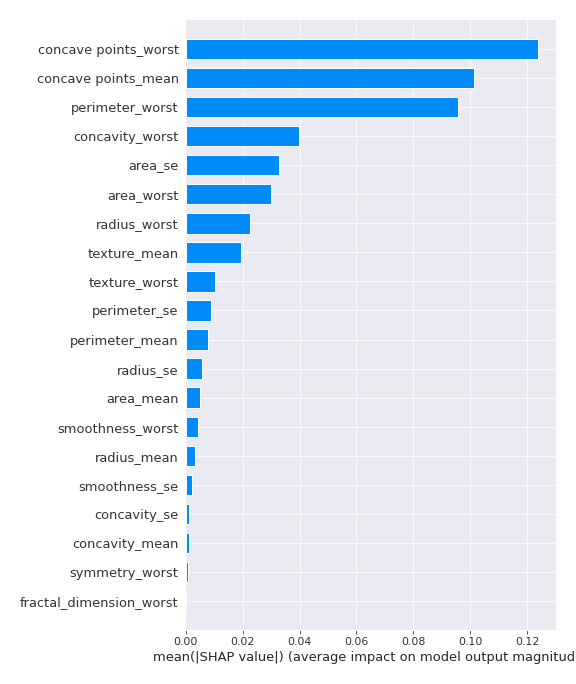 concave points_worst
concave points_mean
perimeter_worst
concavity_worst
area_se
area_worst
radius_worst
texture_mean
texture_worst
perimeter_se
perimeter_mean
radius_se
area_mean
smoothness_worst
radius_mean
smoothness_se
concavity_se
concavity_mean
symmetry_worst
fractal_dimension_worst
0.00 0.02 0.04 0.06 0.08 0.10 0.12
mean(|SHAP value|) (average impact on model output magnitud